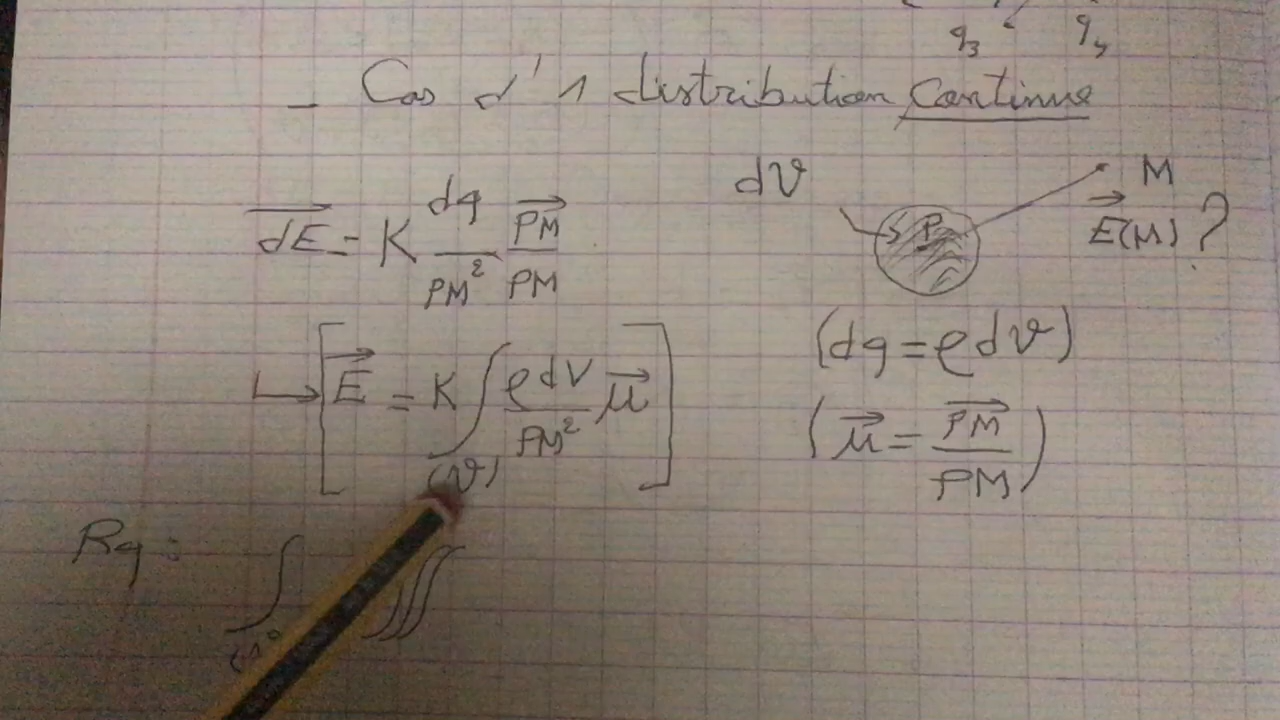 q₃ q₄
- Cas d'1 distribution continue
dV
M
P
E⃗(M) ?
dE⃗ = K dq/PM² PM⃗/PM
(dq = ρ dV)
[E⃗ = K ∫(V) ρ dV/PM² u⃗]
(u⃗ = PM⃗/PM)
Rq : ∫ ∭